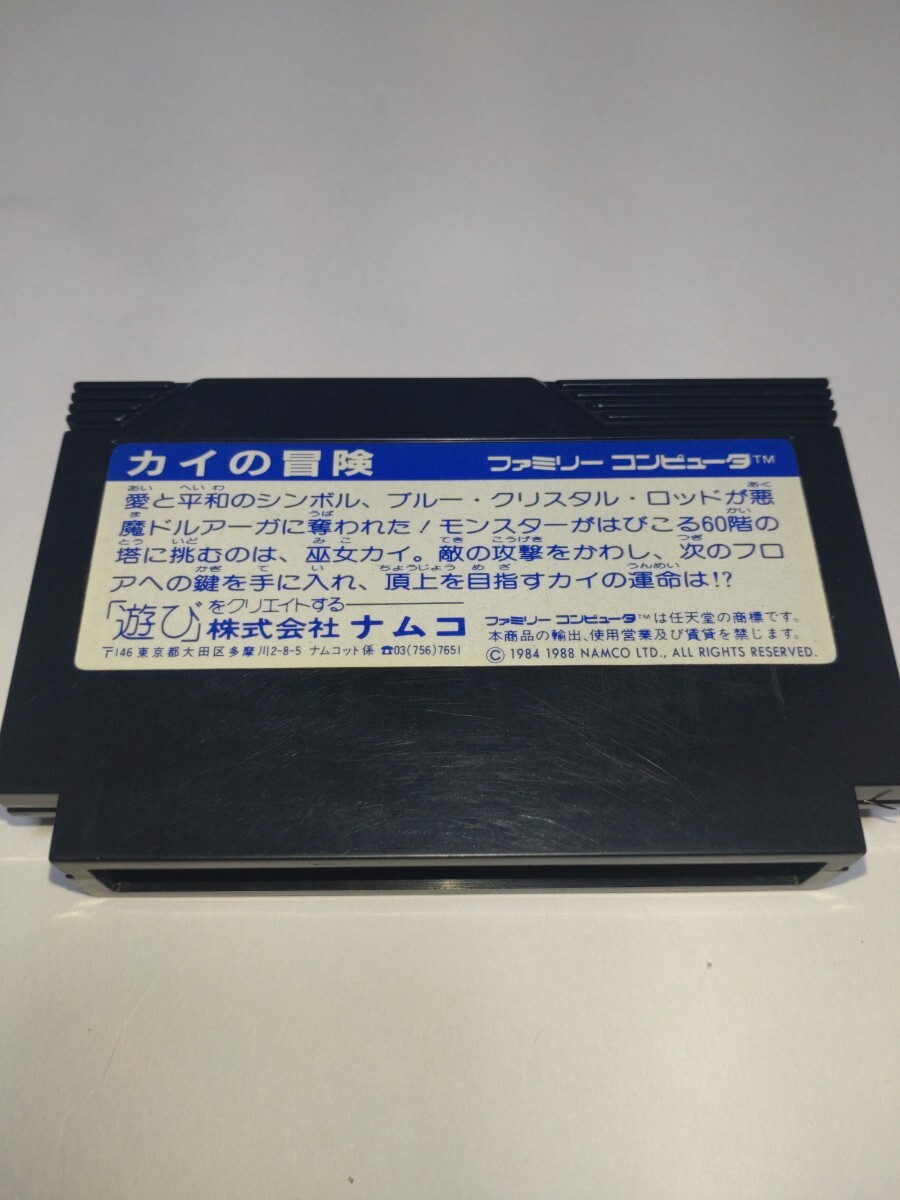 カイの冒険 ファミリー コンピュータ™
あい へいわ あく
愛と平和のシンボル、ブルー・クリスタル・ロッドが悪
ま うば かい
魔ドルアーガに奪われた！モンスターがはびこる60階の
とう いど みこ てき こうげき つぎ
塔に挑むのは、巫女カイ。敵の攻撃をかわし、次のフロ
かぎ て い ちょうじょう めざ うんめい
アへの鍵を手に入れ、頂上を目指すカイの運命は!?
「遊び」をクリエイトする――― 株式会社 ナムコ
〒146 東京都大田区多摩川2-8-5 ナムコット係 ☎03(756)7651
ファミリー コンピュータ™は任天堂の商標です。
本商品の輸出、使用営業及び賃貸を禁じます。
© 1984 1988 NAMCO LTD., ALL RIGHTS RESERVED.